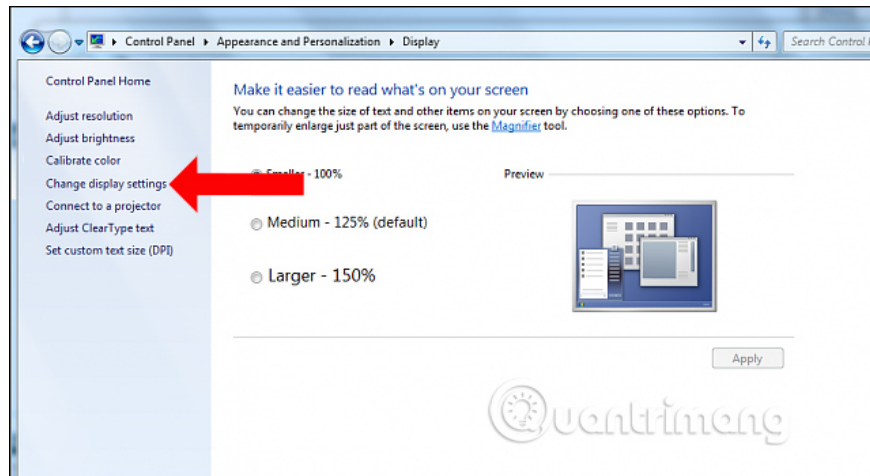 Control Panel ▸ Appearance and Personalization ▸ Display
Search Control
Control Panel Home
Adjust resolution
Adjust brightness
Calibrate color
Change display settings
Connect to a projector
Adjust ClearType text
Set custom text size (DPI)
Make it easier to read what's on your screen
You can change the size of text and other items on your screen by choosing one of these options. To
temporarily enlarge just part of the screen, use the Magnifier tool.
Smaller - 100%
Preview
Medium - 125% (default)
Larger - 150%
Apply
Quantrimang